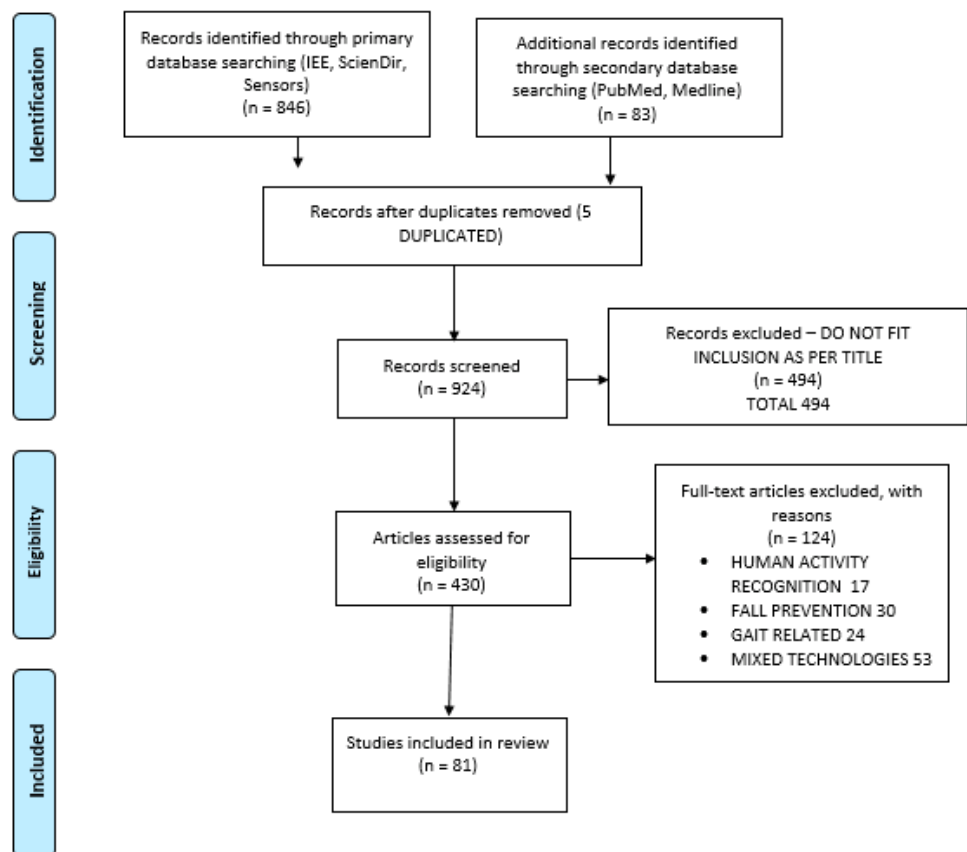 Identification
Records identified through primary
database searching (IEE, ScienDir,
Sensors)
(n = 846)
Additional records identified
through secondary database
searching (PubMed, Medline)
(n = 83)
Records after duplicates removed (5
DUPLICATED)
Screening
Records screened
(n = 924)
Records excluded – DO NOT FIT
INCLUSION AS PER TITLE
(n = 494)
TOTAL 494
Eligibility
Articles assessed for
eligibility
(n = 430)
Full-text articles excluded, with
reasons
(n = 124)
• HUMAN ACTIVITY
RECOGNITION 17
• FALL PREVENTION 30
• GAIT RELATED 24
• MIXED TECHNOLOGIES 53
Included
Studies included in review
(n = 81)